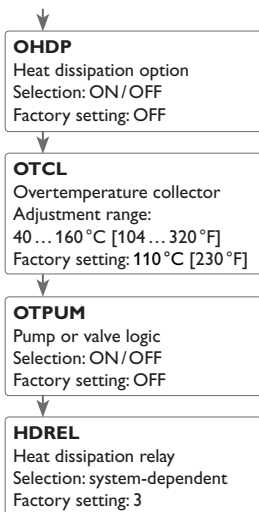 OHDP
Heat dissipation option
Selection: ON / OFF
Factory setting: OFF
OTCL
Overtemperature collector
Adjustment range:
40 … 160 °C [104 … 320 °F]
Factory setting: 110 °C [230 °F]
OTPUM
Pump or valve logic
Selection: ON / OFF
Factory setting: OFF
HDREL
Heat dissipation relay
Selection: system-dependent
Factory setting: 3